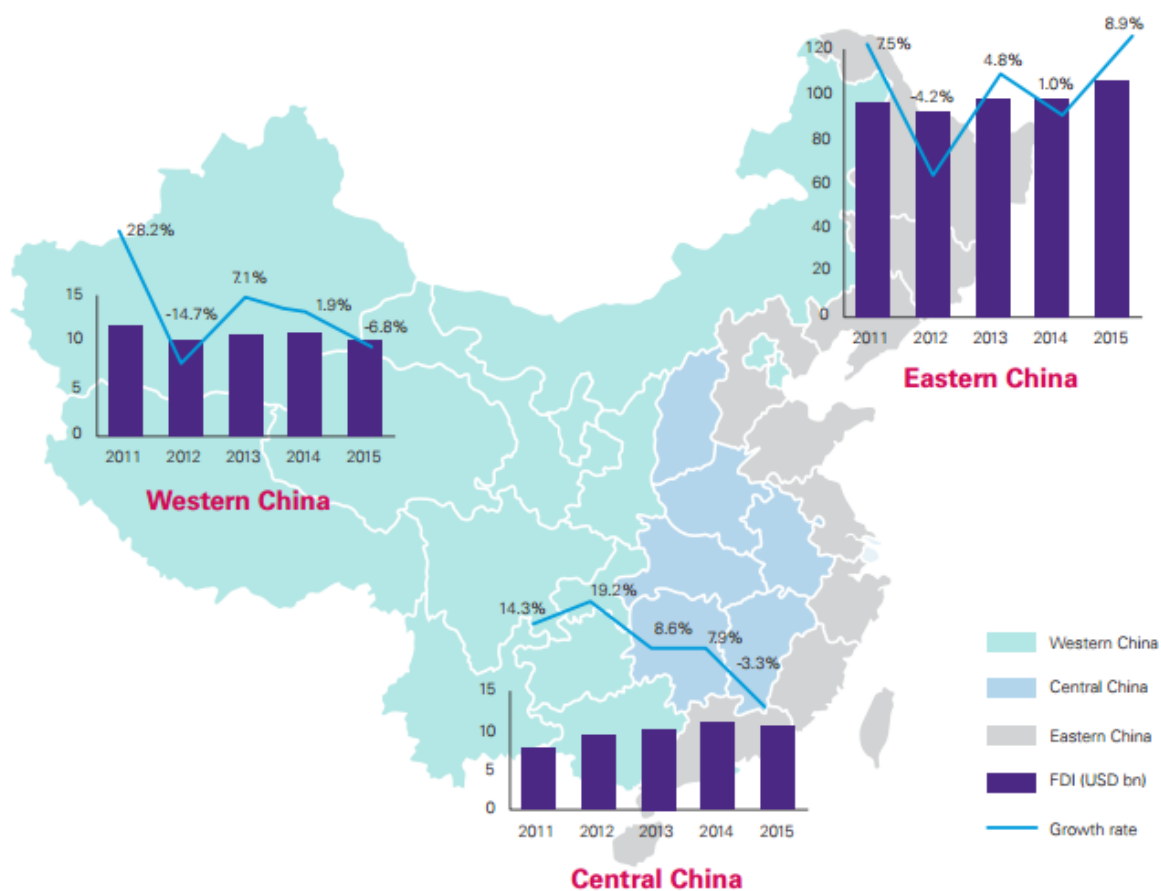 28.2%
-14.7%
7.1%
1.9%
-6.8%
15
10
5
0
2011 2012 2013 2014 2015
Western China
7.5%
-4.2%
4.8%
1.0%
8.9%
120
100
80
60
40
20
0
2011 2012 2013 2014 2015
Eastern China
14.3%
19.2%
8.6%
7.9%
-3.3%
15
10
5
0
2011 2012 2013 2014 2015
Central China
Western China
Central China
Eastern China
FDI (USD bn)
Growth rate